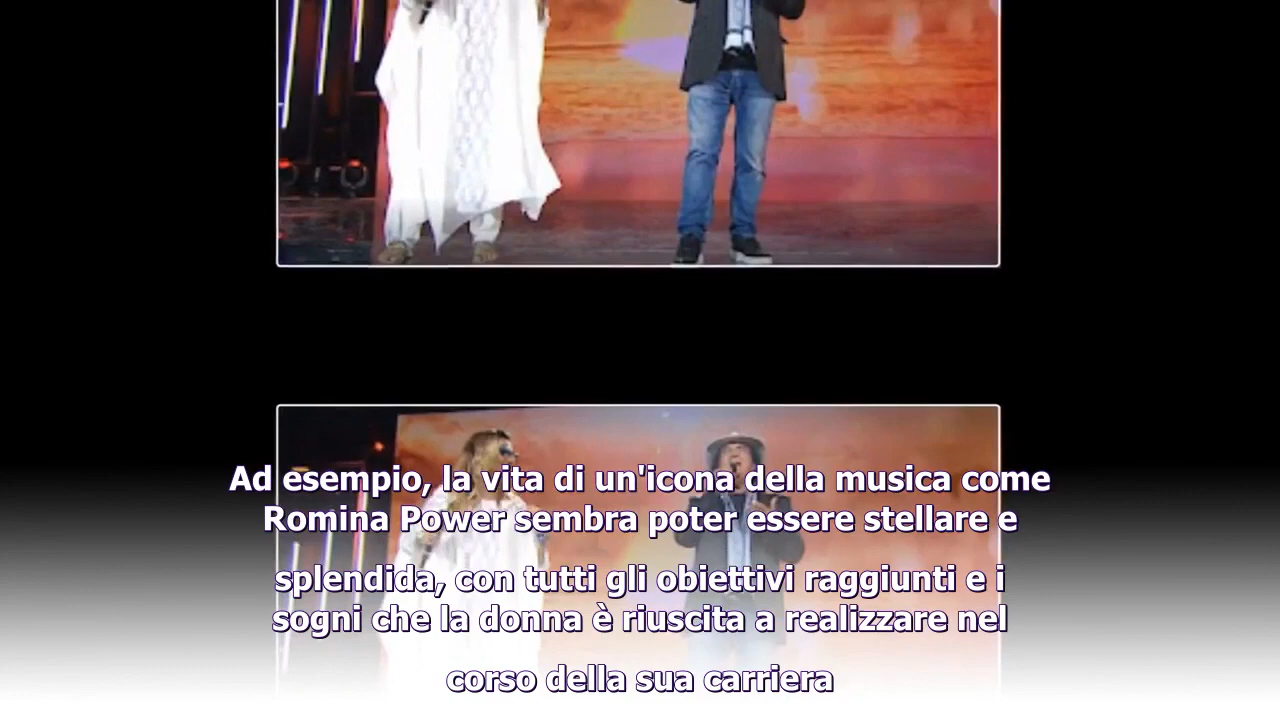 Ad esempio, la vita di un'icona della musica come
Romina Power sembra poter essere stellare e
splendida, con tutti gli obiettivi raggiunti e i
sogni che la donna è riuscita a realizzare nel
corso della sua carriera